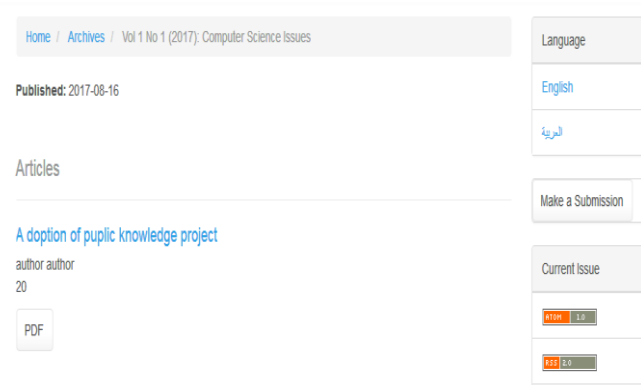 Home / Archives / Vol 1 No 1 (2017): Computer Science Issues
Published: 2017-08-16
Articles
A doption of puplic knowledge project
author author
20
PDF
Language
English
العربية
Make a Submission
Current Issue
ATOM 1.0
RSS 2.0